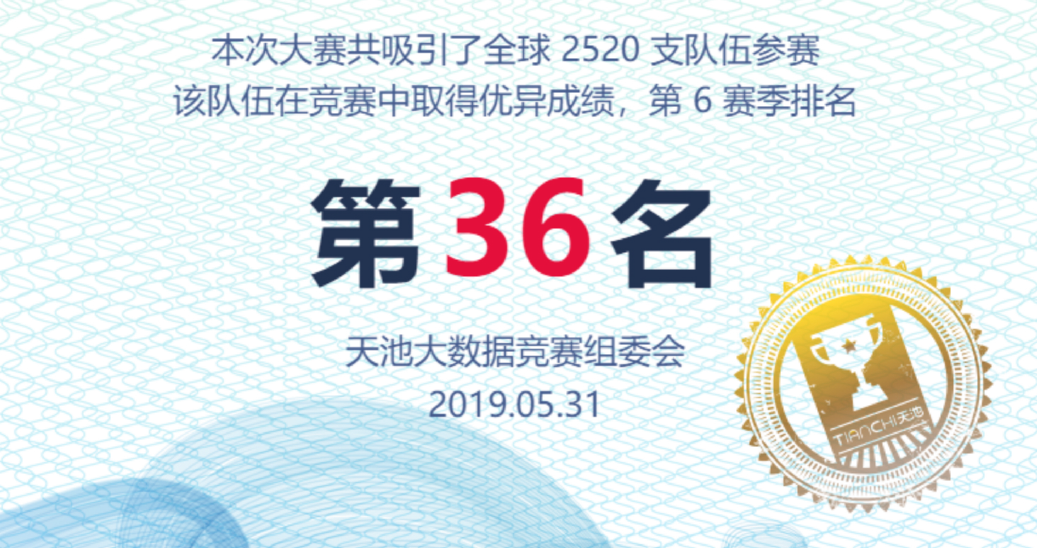 本次大赛共吸引了全球 2520 支队伍参赛
该队伍在竞赛中取得优异成绩，第 6 赛季排名
第36名
天池大数据竞赛组委会
2019.05.31
TIANCHI天池